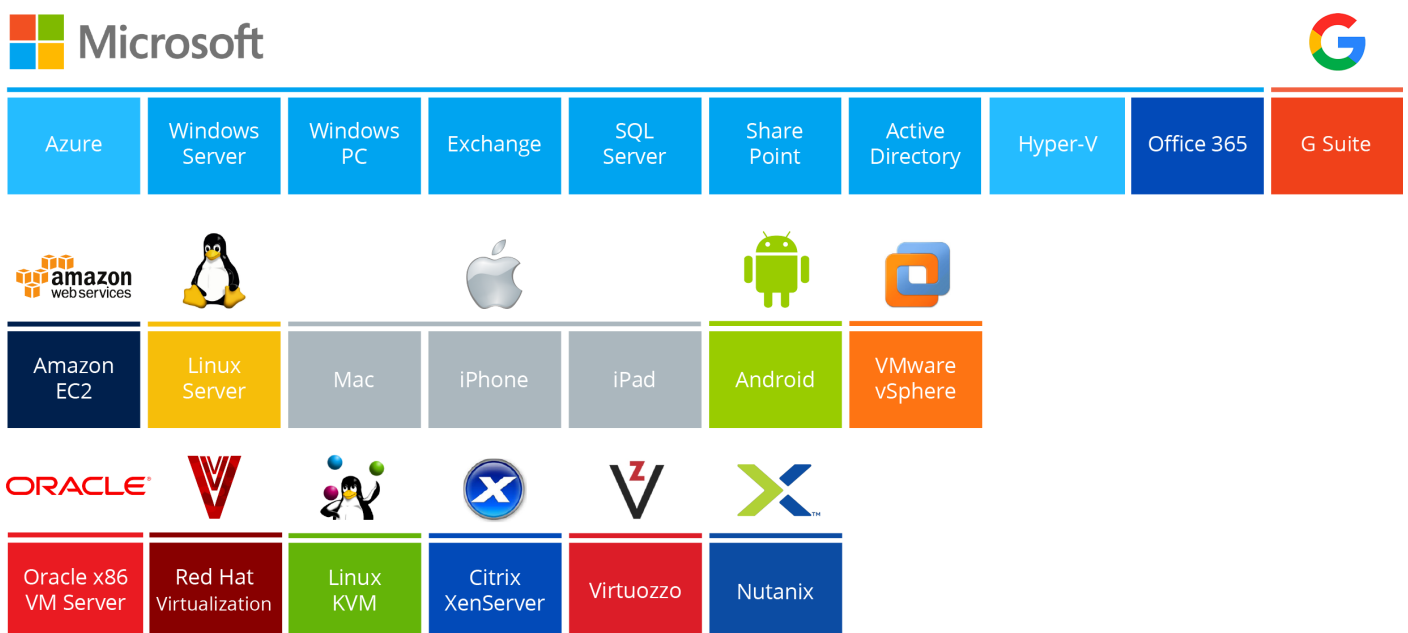 Microsoft
Azure
Windows
Server
Windows
PC
Exchange
SQL
Server
Share
Point
Active
Directory
Hyper-V
Office 365
G Suite
amazon
webservices
Amazon
EC2
Linux
Server
Mac
iPhone
iPad
Android
VMware
vSphere
ORACLE®
Oracle x86
VM Server
Red Hat
Virtualization
Linux
KVM
Citrix
XenServer
Virtuozzo
™
Nutanix